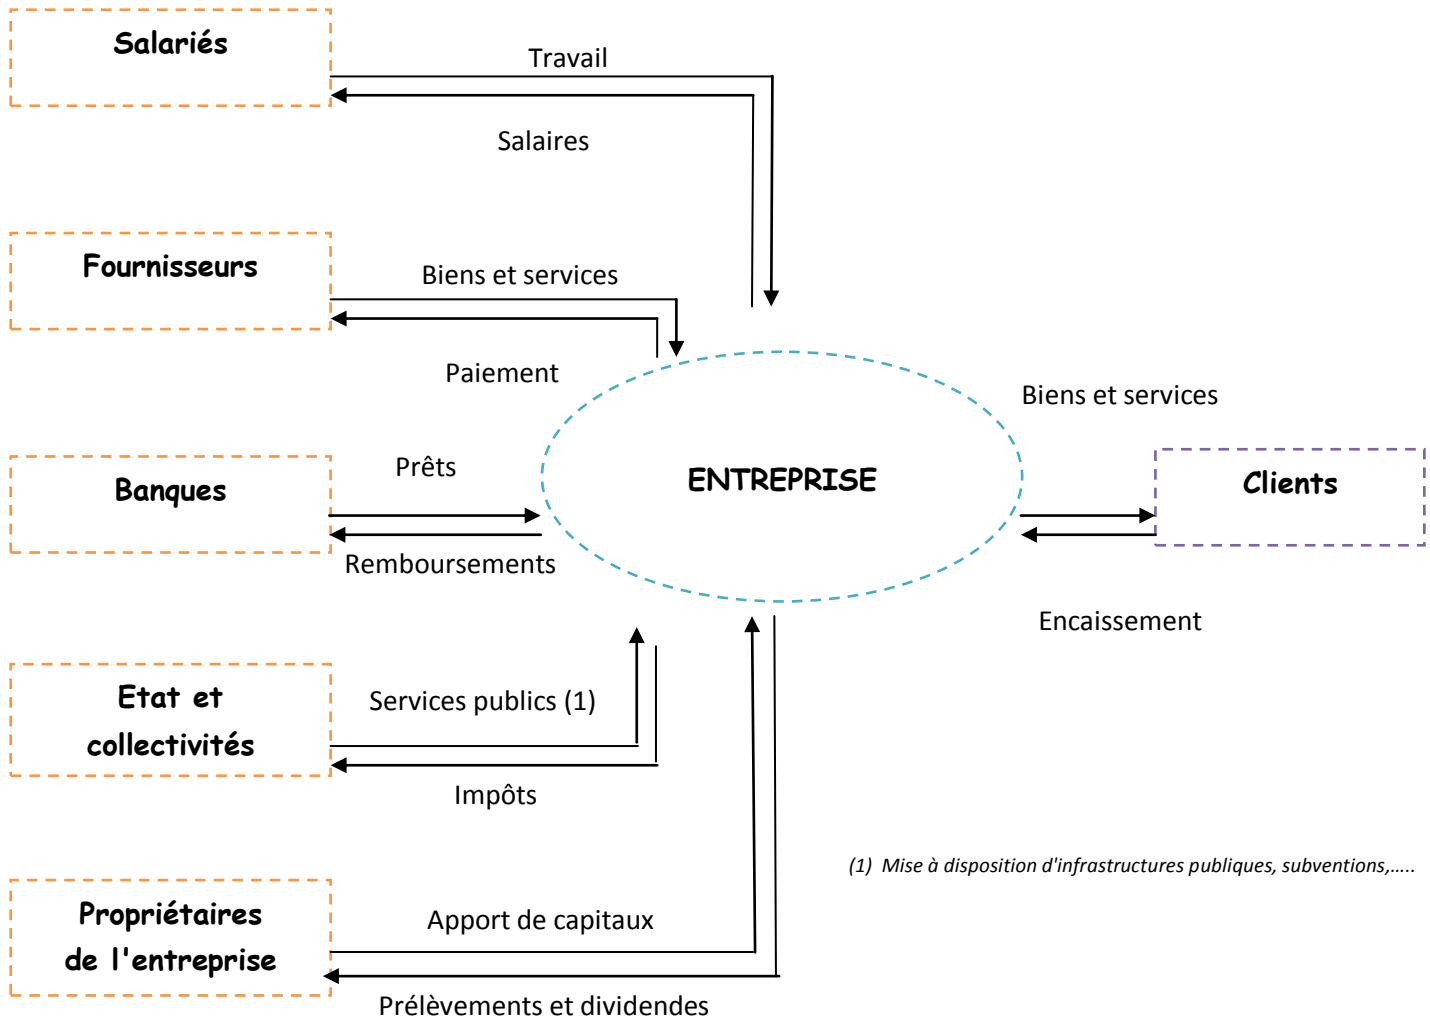 Salariés
Travail
Salaires
Fournisseurs
Biens et services
Paiement
Biens et services
Prêts
Banques
ENTREPRISE
Clients
Remboursements
Encaissement
Etat et
collectivités
Services publics (1)
Impôts
(1) Mise à disposition d'infrastructures publiques, subventions,.....
Propriétaires
de l'entreprise
Apport de capitaux
Prélèvements et dividendes